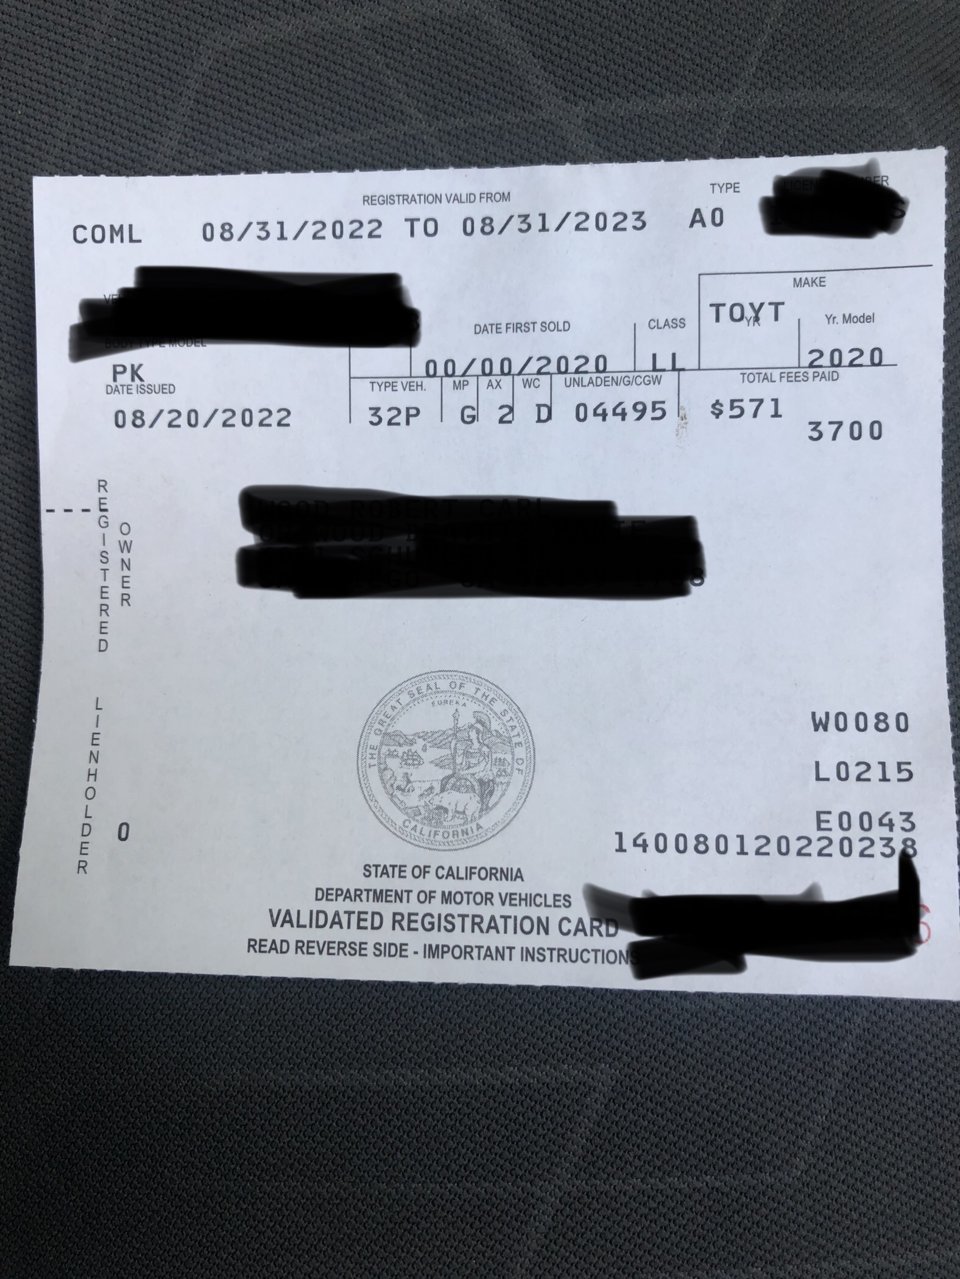 REGISTRATION VALID FROM
TYPE
COML 08/31/2022 TO 08/31/2023 A0
MAKE
TOYT
YR
Yr. Model
DATE FIRST SOLD CLASS
00/00/2020 LL 2020
BODY TYPE MODEL
PK
TYPE VEH. MP AX WC UNLADEN/G/CGW TOTAL FEES PAID
DATE ISSUED
08/20/2022 32P G 2 D 04495 $571
3700
REGISTERED
OWNER
LIENHOLDER
0
THE GREAT SEAL OF THE STATE OF CALIFORNIA
EUREKA
W0080
L0215
E0043
140080120220238
STATE OF CALIFORNIA
DEPARTMENT OF MOTOR VEHICLES
VALIDATED REGISTRATION CARD
READ REVERSE SIDE - IMPORTANT INSTRUCTIONS